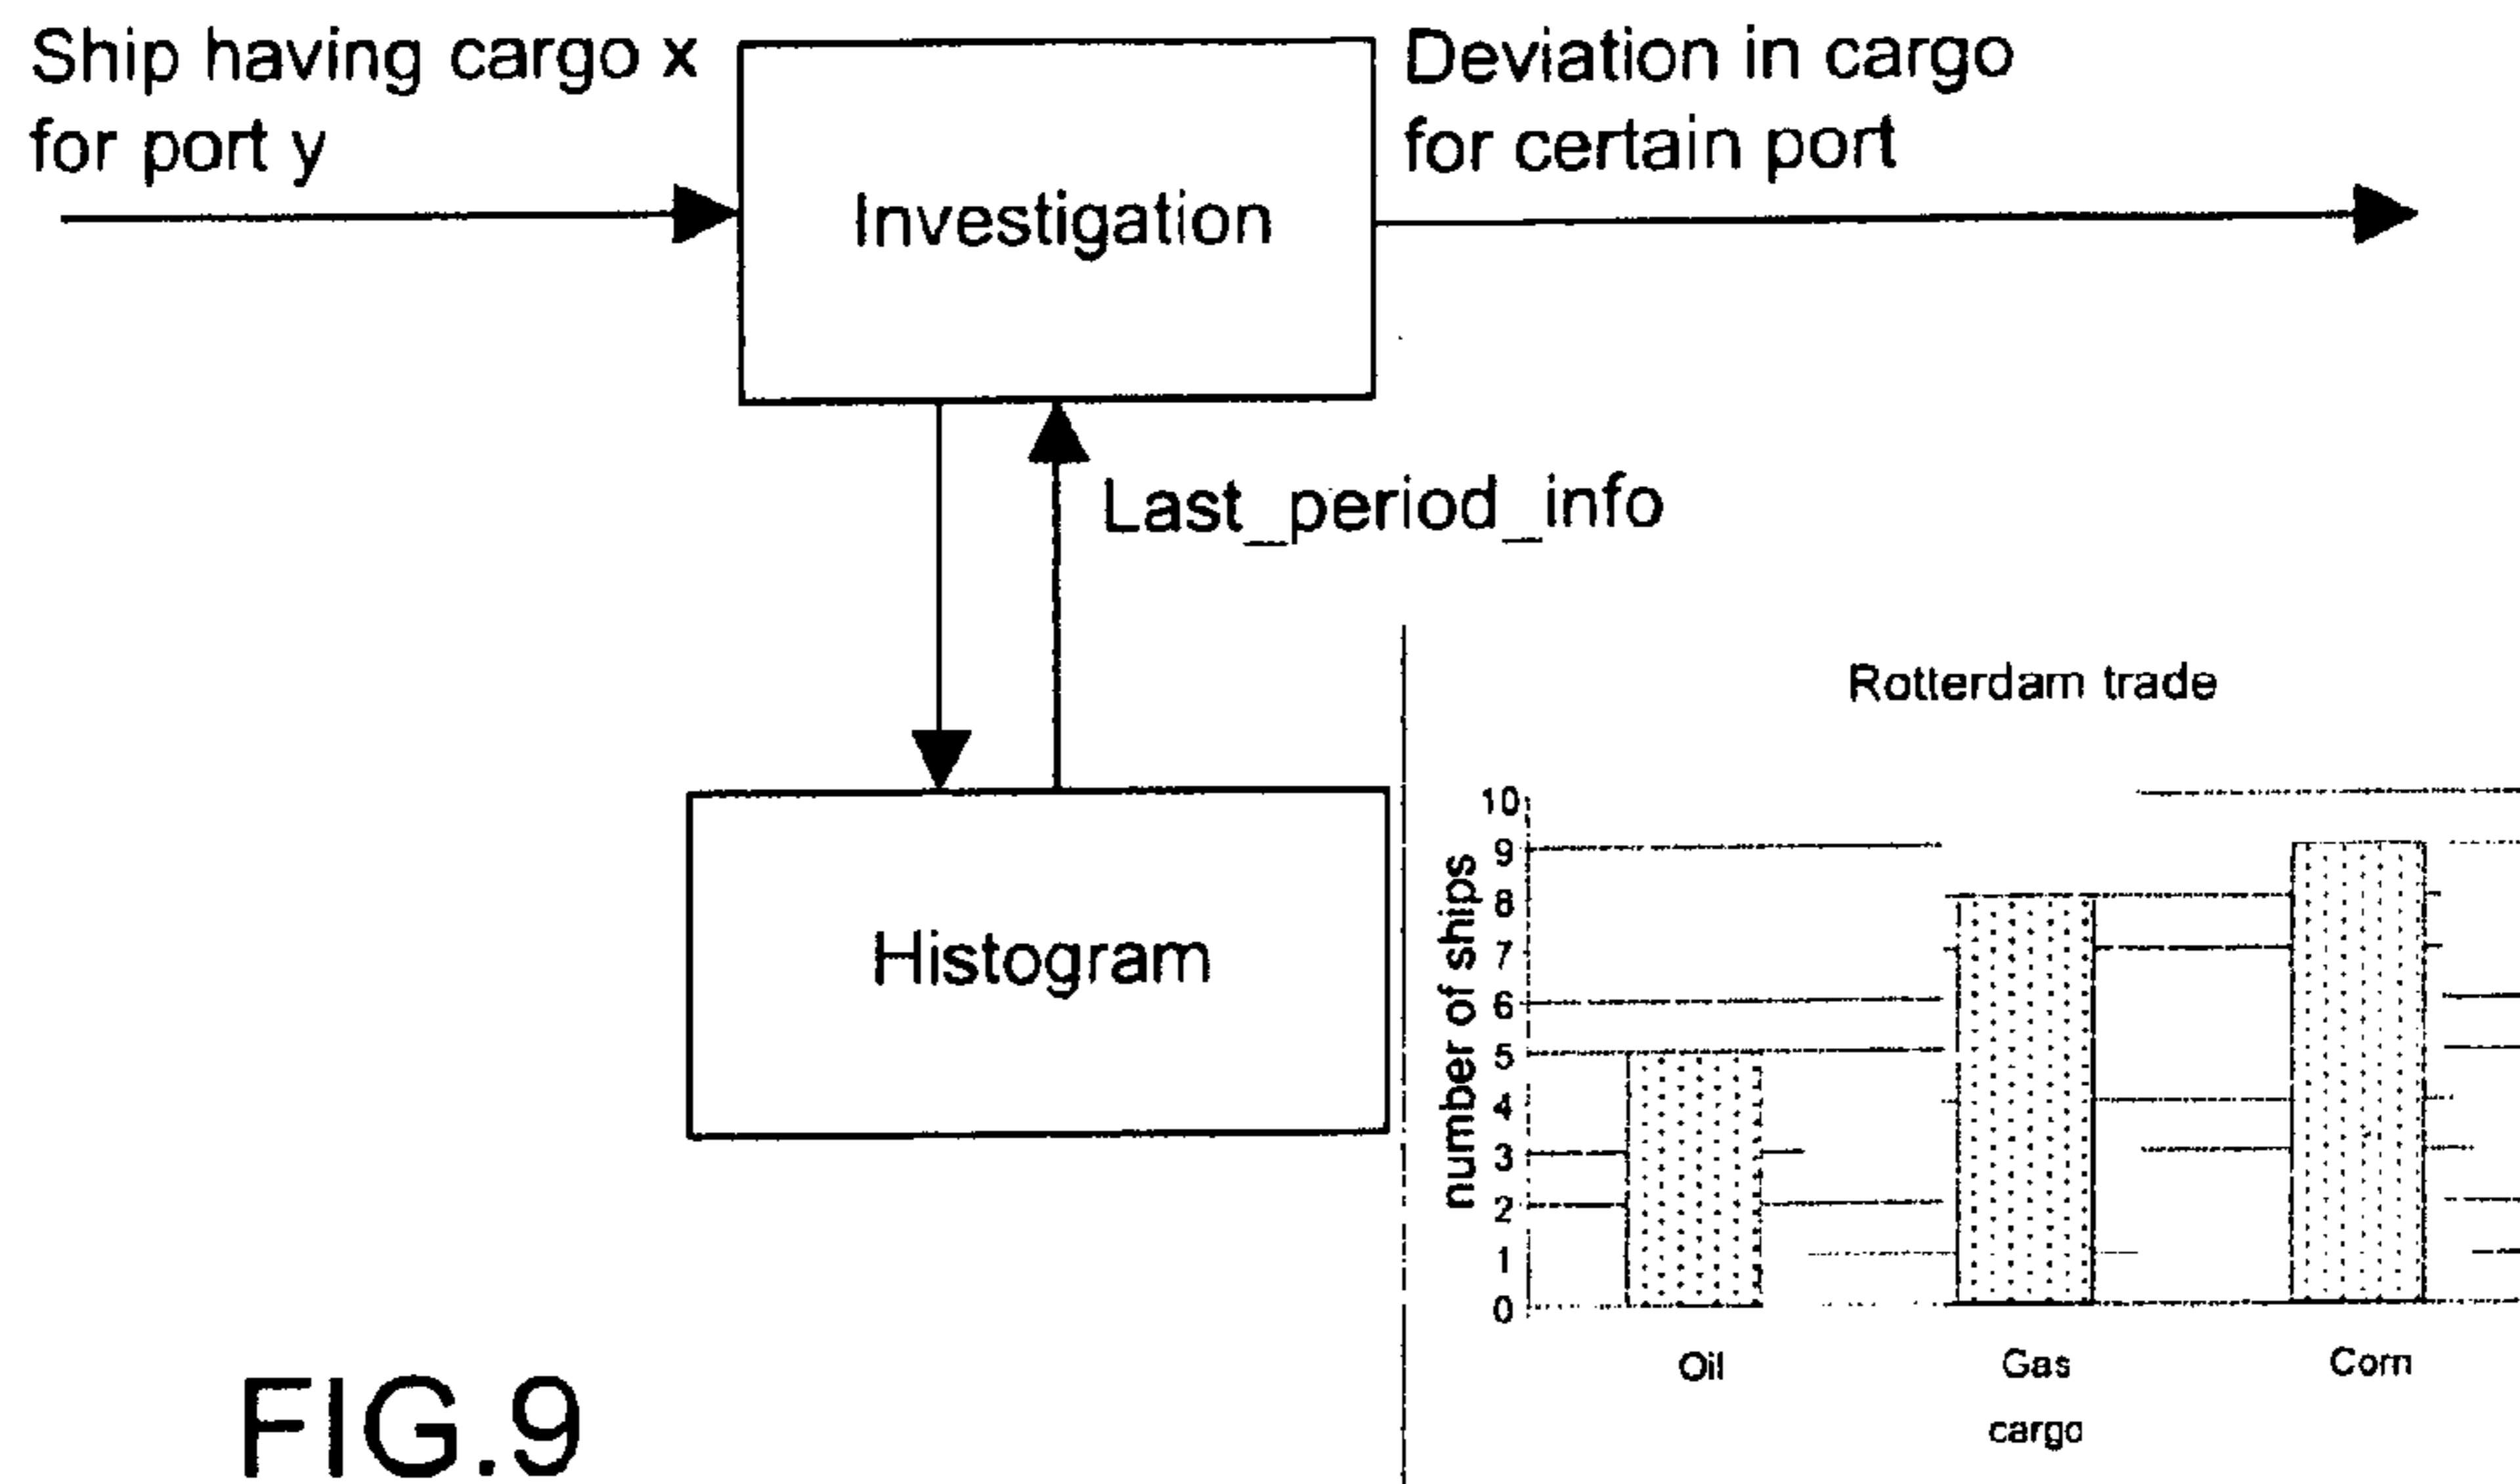 Ship having cargo x
for port y
Investigation
Deviation in cargo
for certain port
Last_period_info
Histogram
Rotterdam trade
number of ships
10
9
8
7
6
5
4
3
2
1
0
Oil
Gas
Corn
cargo
FIG.9